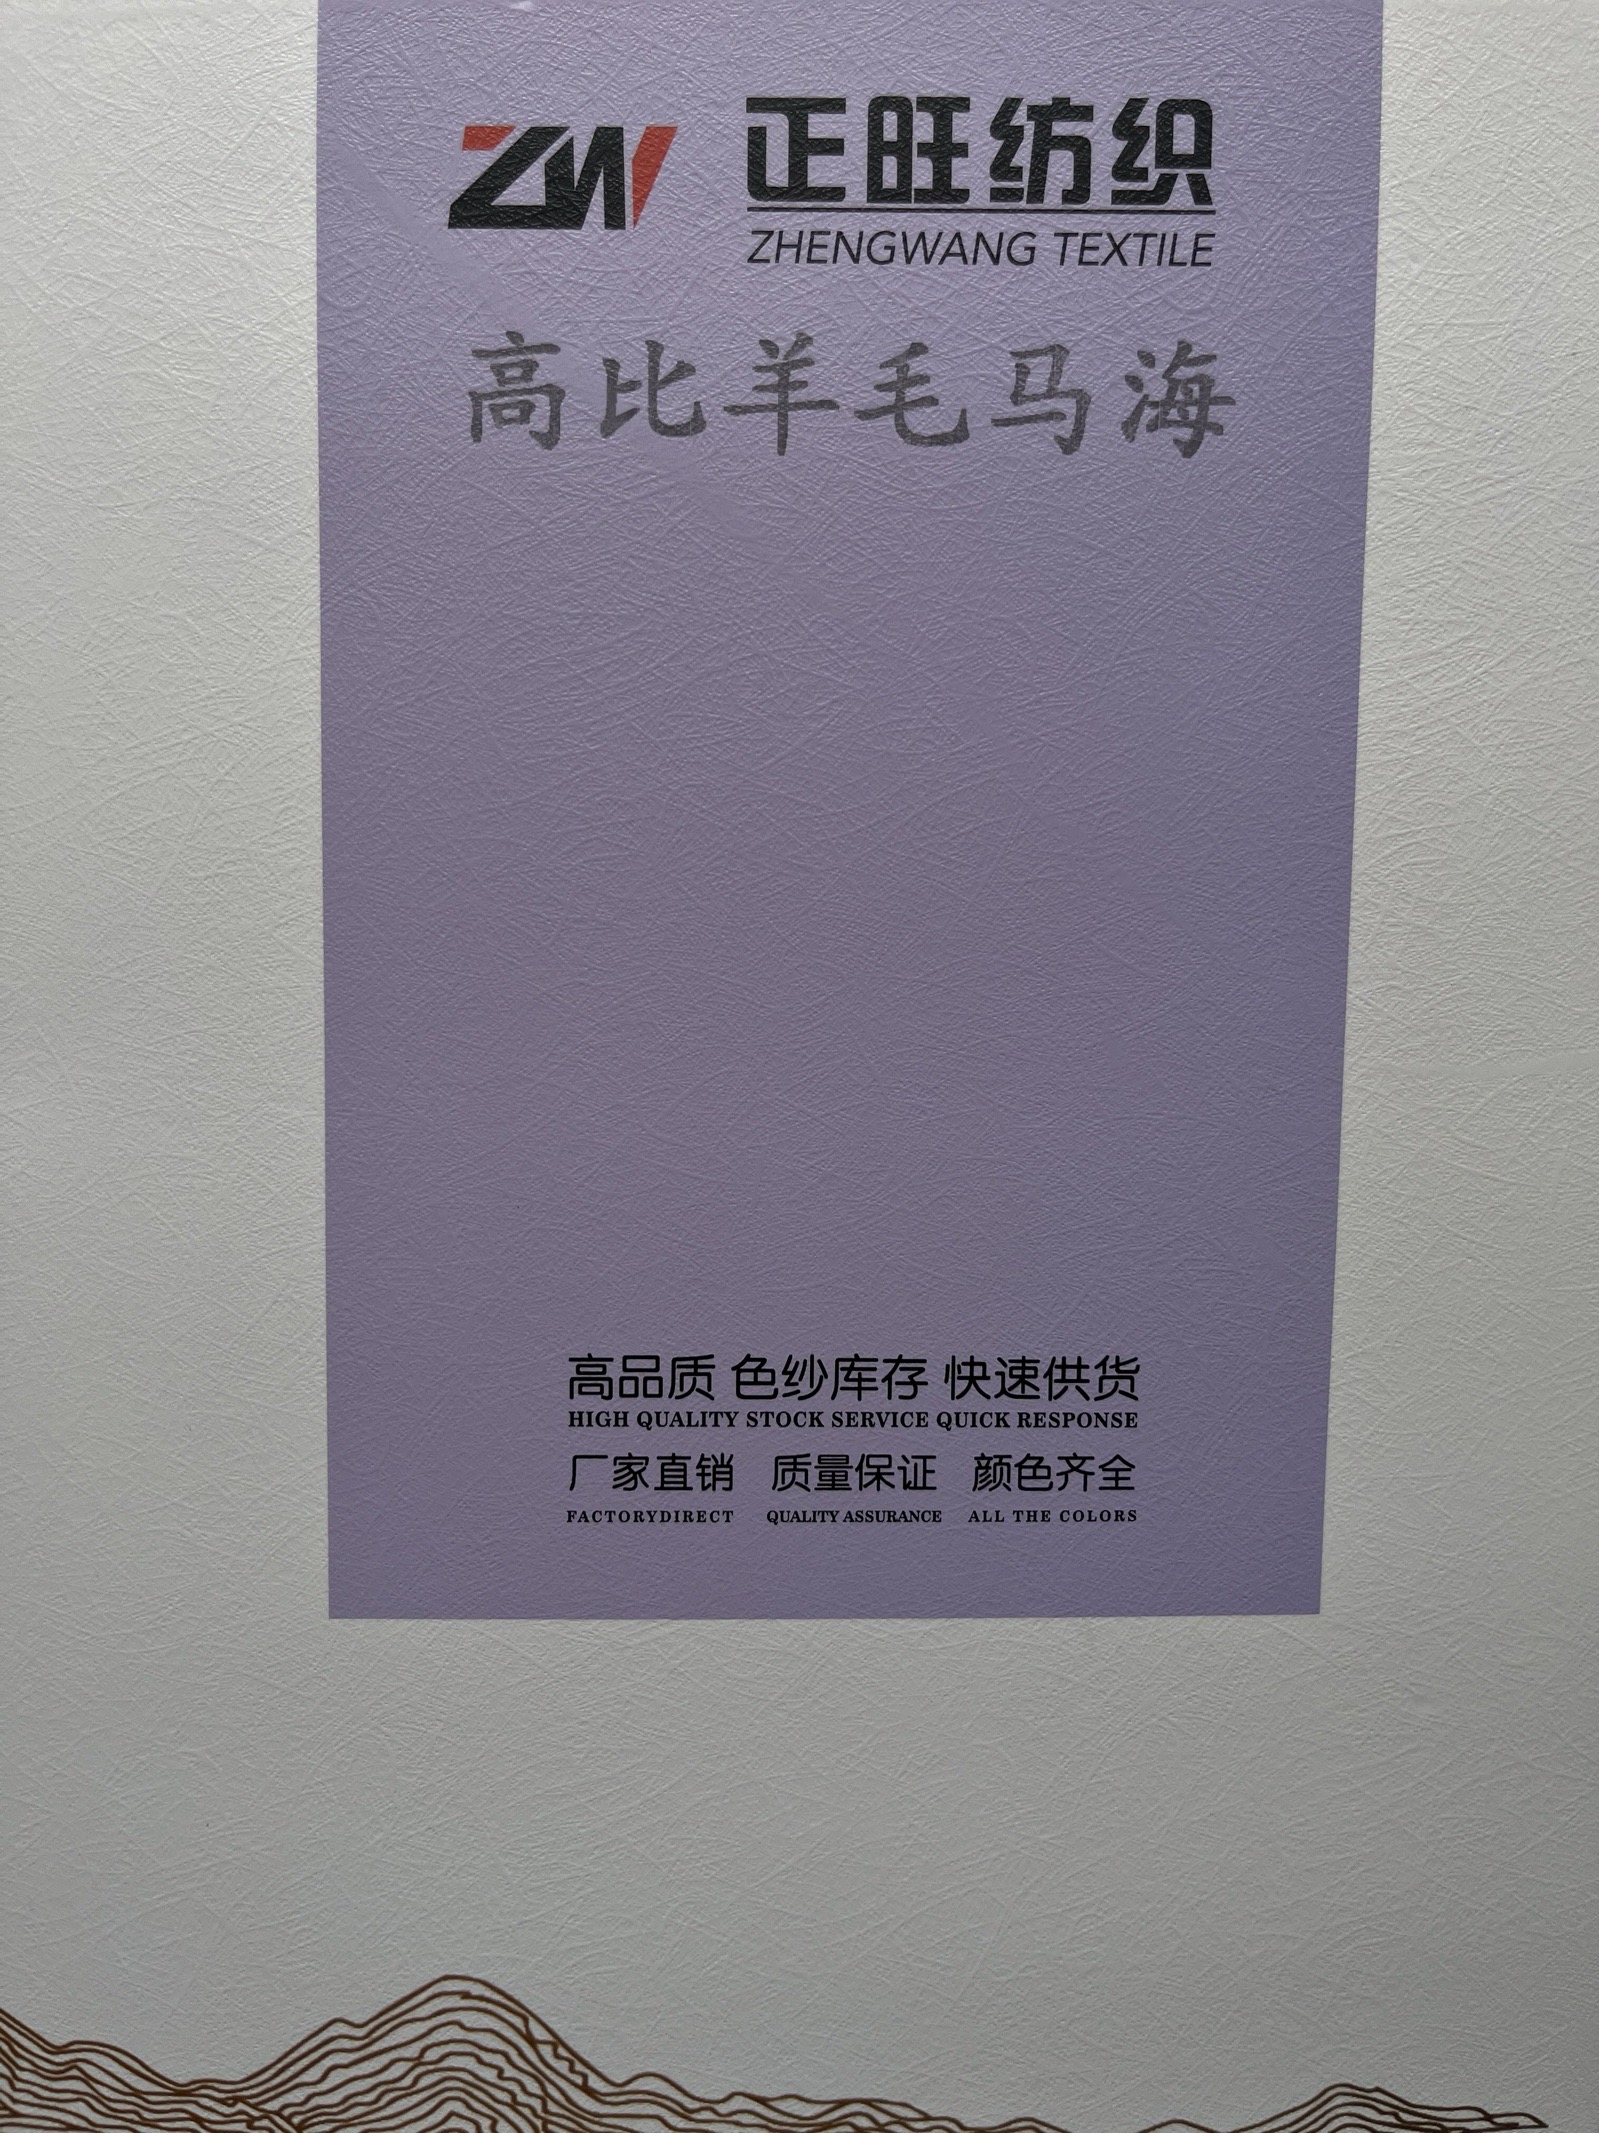 ZW 正旺纺织
ZHENGWANG TEXTILE
高比羊毛马海
高品质 色纱库存 快速供货
HIGH QUALITY STOCK SERVICE QUICK RESPONSE
厂家直销 质量保证 颜色齐全
FACTORYDIRECT QUALITY ASSURANCE ALL THE COLORS